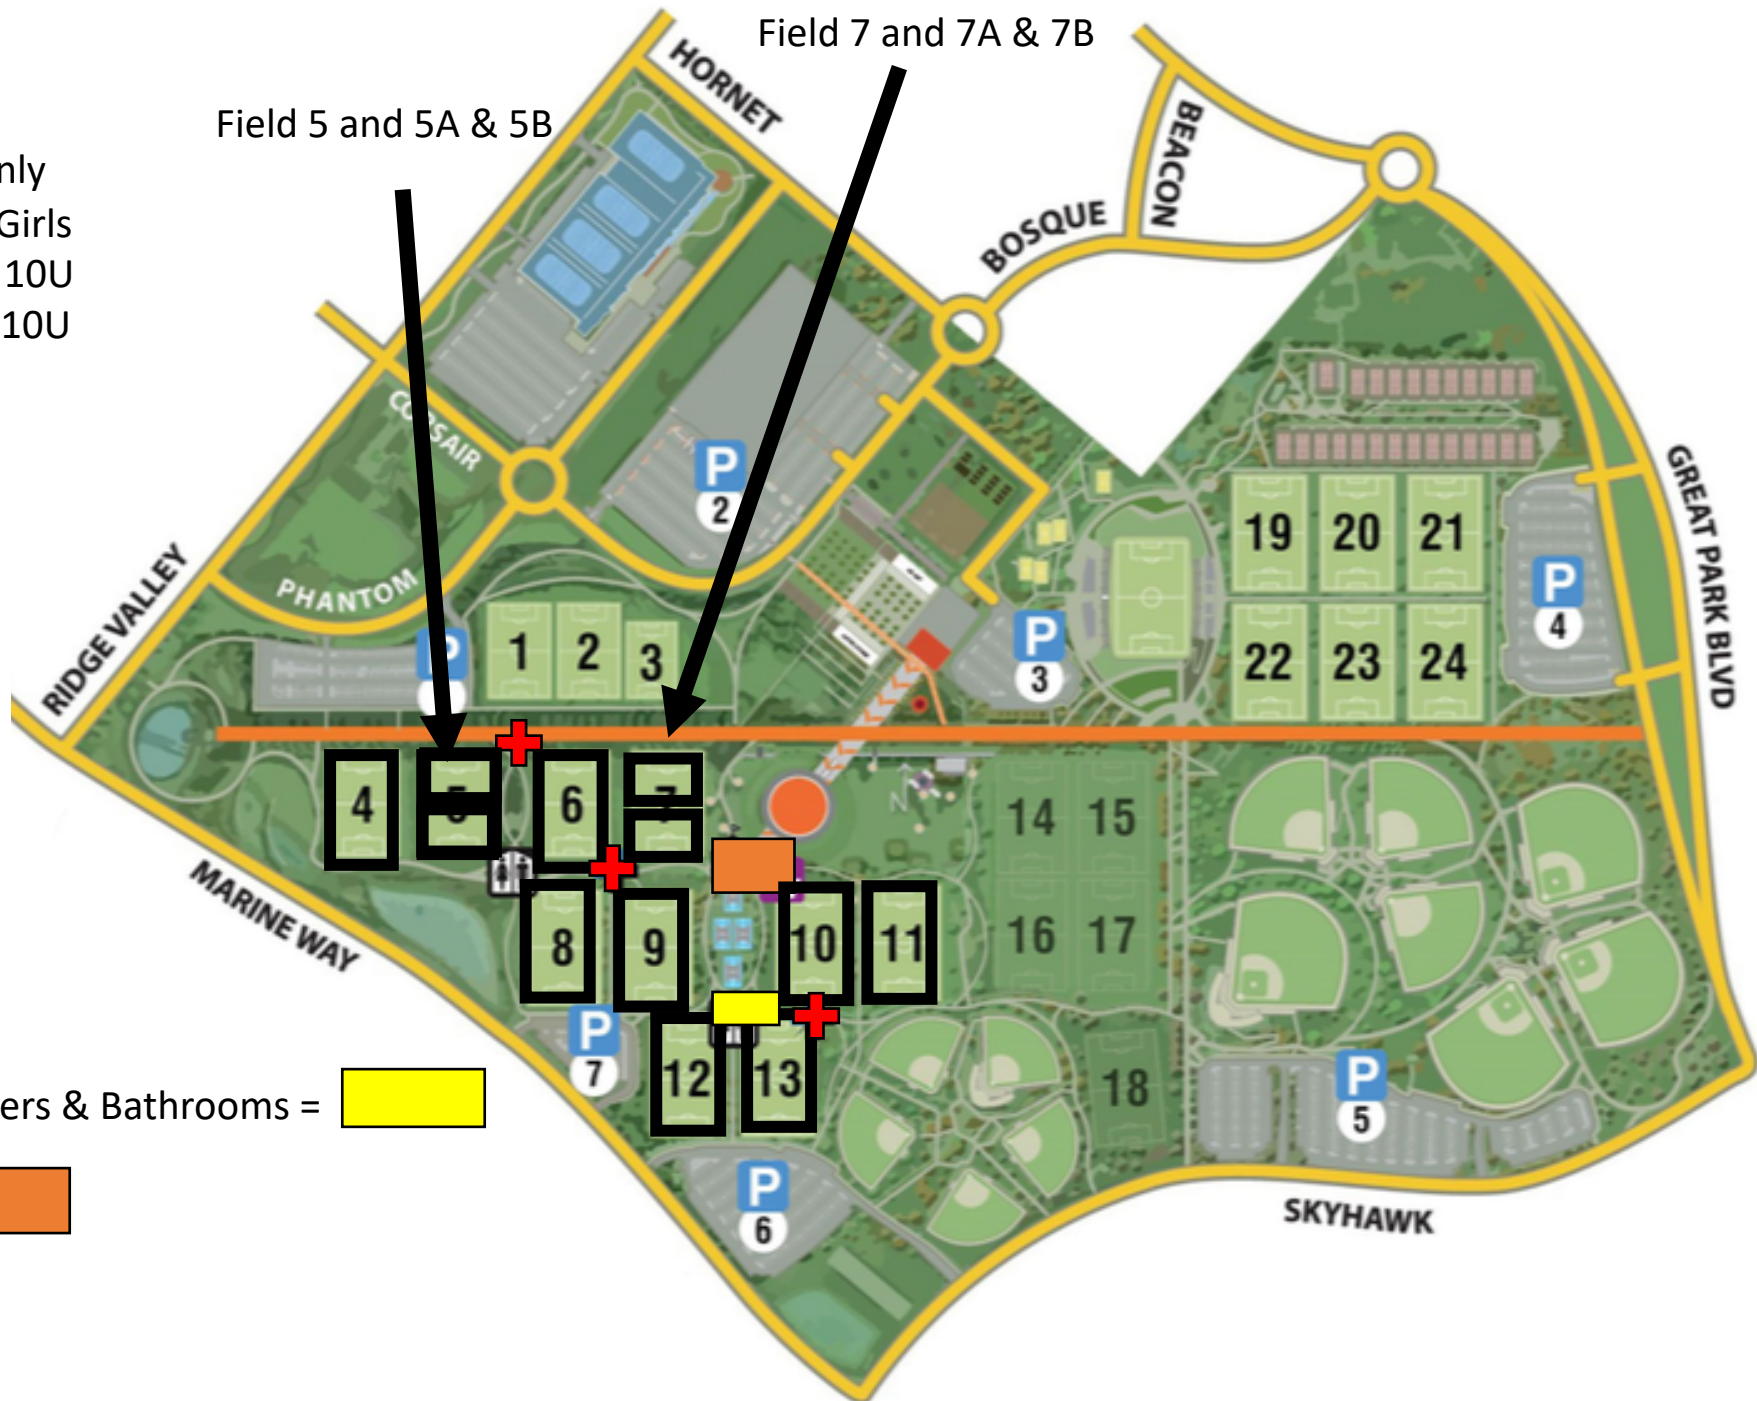 Field 7 and 7A & 7B
HORNET
Field 5 and 5A & 5B
BEACON
nly
Girls
10U
10U
BOSQUE
CORSAIR
P
2
GREAT PARK BLVD
19 20 21
RIDGE VALLEY
PHANTOM
P
4
P
1 2 3
P
3
22 23 24
4 5 6 7
14 15
MARINE WAY
8 9 10 11
16 17
P
7
12 13
18
P
5
ers & Bathrooms =
P
6
SKYHAWK
N